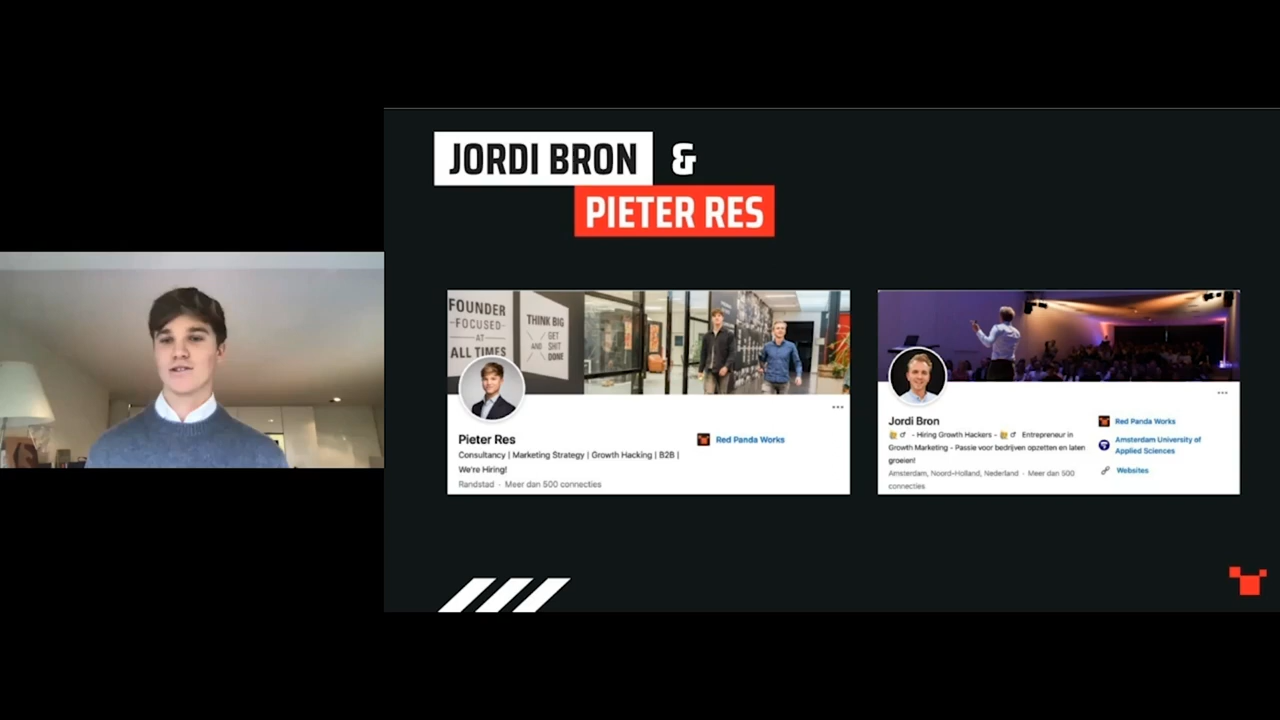 JORDI BRON &
PIETER RES
FOUNDER
-FOCUSED-
AT
ALL TIMES
THINK BIG
GET
AND SHIT
DONE
Pieter Res
Consultancy | Marketing Strategy | Growth Hacking | B2B |
We're Hiring!
Randstad · Meer dan 500 connecties
Red Panda Works
Jordi Bron
- Hiring Growth Hackers - Entrepreneur in
Growth Marketing - Passie voor bedrijven opzetten en laten
groeien!
Amsterdam, Noord-Holland, Nederland · Meer dan 500
connecties
Red Panda Works
Amsterdam University of
Applied Sciences
Websites